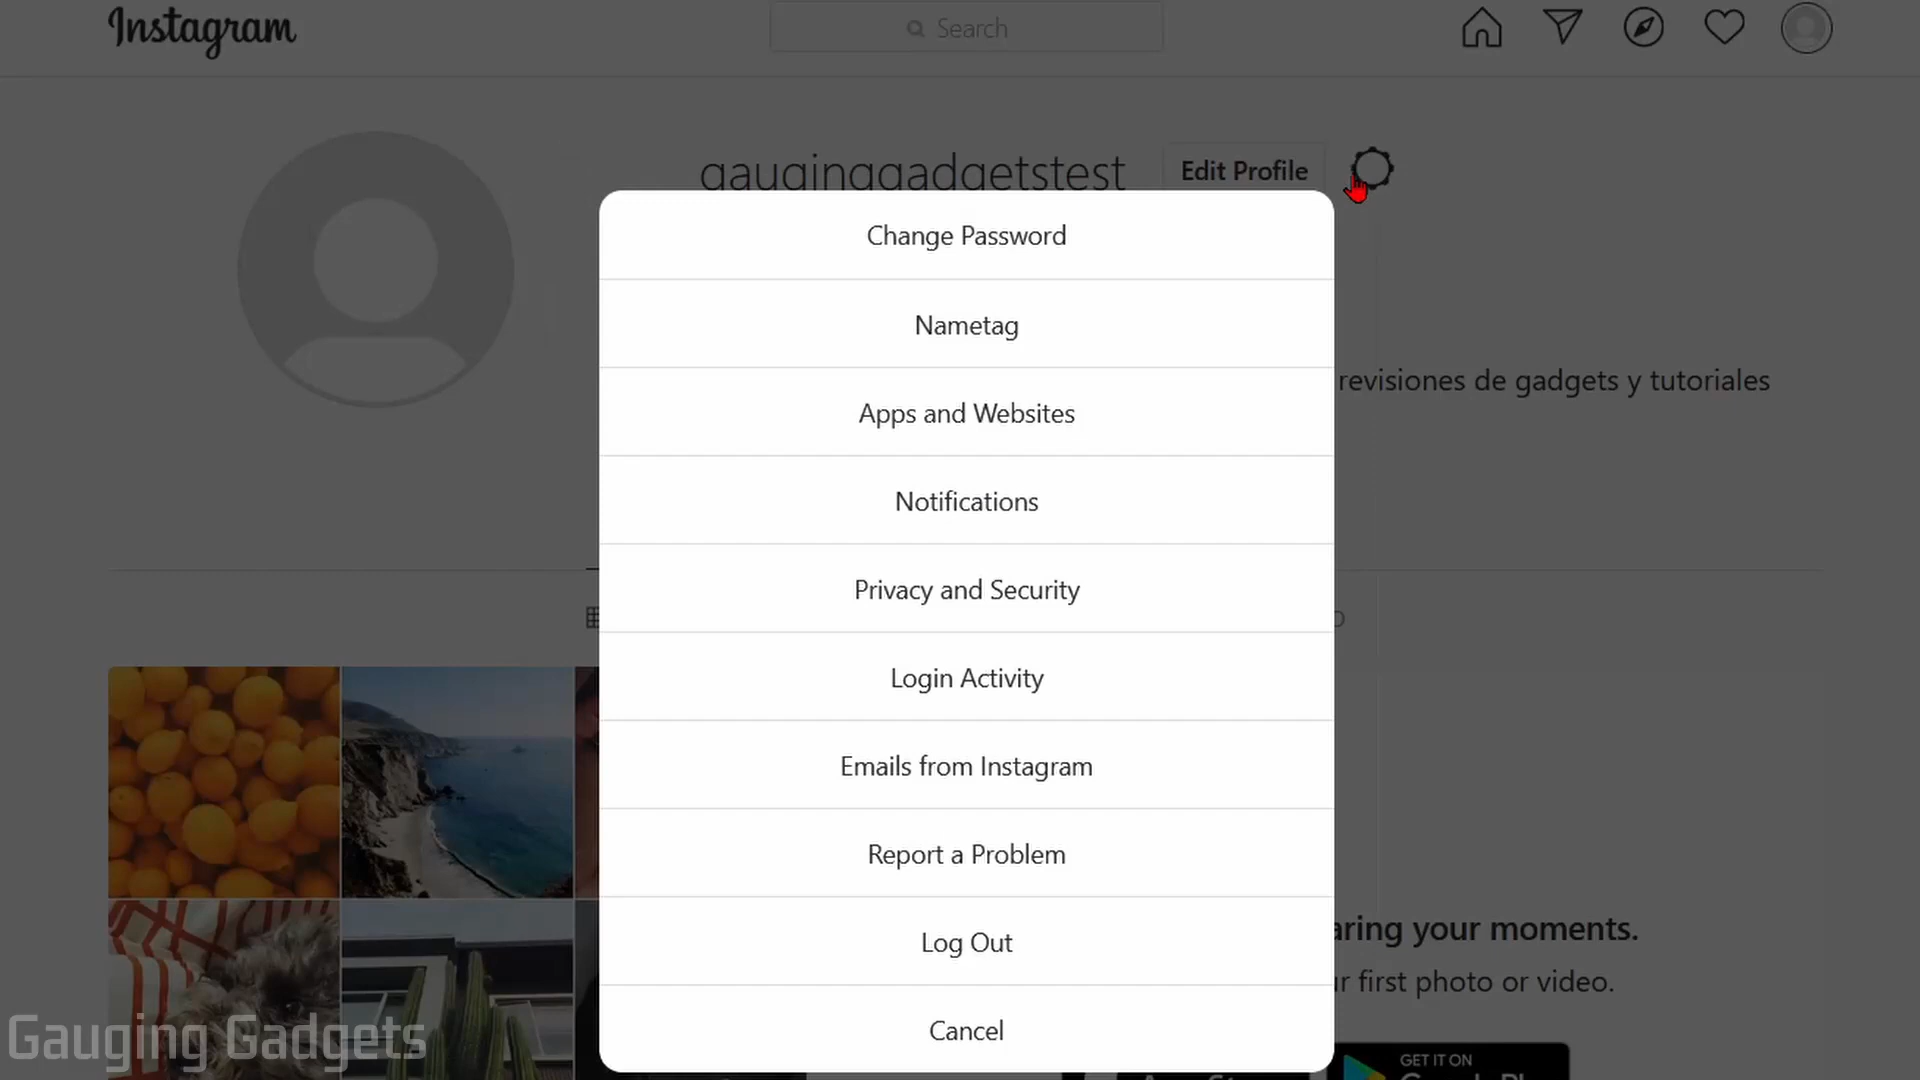 Instagram
Search
gauginggadgetstest
Edit Profile
Change Password
Nametag
Apps and Websites
revisiones de gadgets y tutoriales
Notifications
Privacy and Security
Login Activity
Emails from Instagram
Report a Problem
aring your moments.
Log Out
first photo or video.
Cancel
Gauging Gadgets
GET IT ON